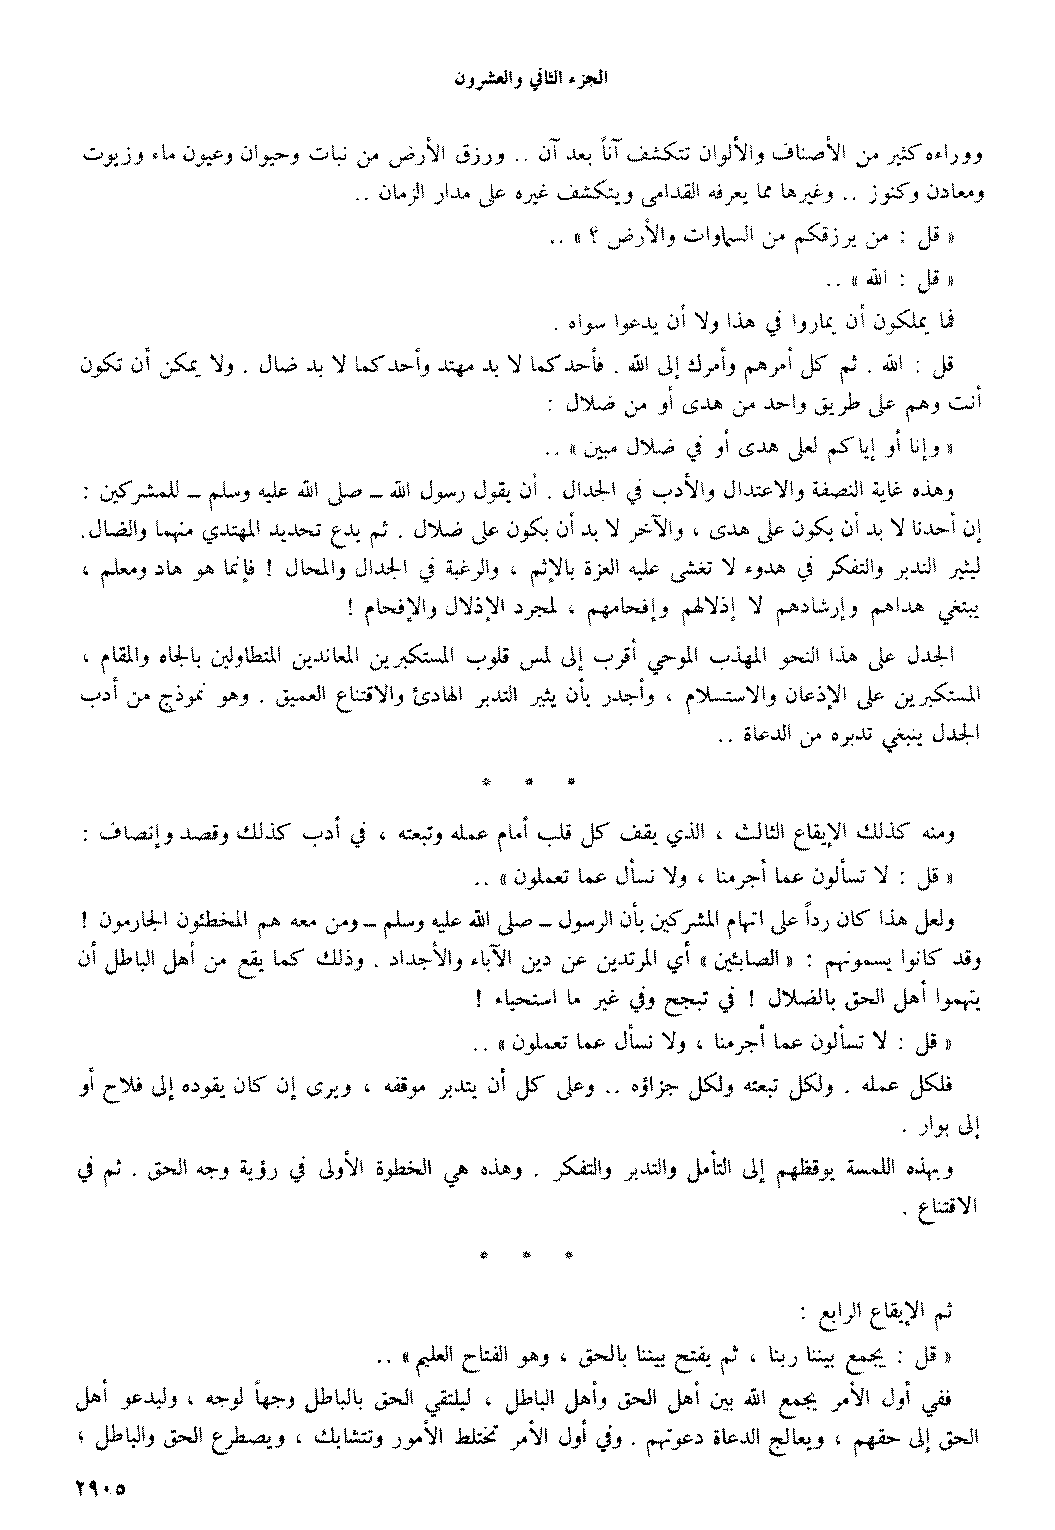 الجزء الثاني والعشرون
ووراءه كثير من الأصناف والألوان تتكشف آناً بعد آن .. ورزق الأرض من نبات وحيوان وعيون ماء وزيوت
ومعادن وكنوز .. وغيرها مما يعرفه القدامى ويتكشف غيره على مدار الزمان ..
« قل : من يرزقكم من السماوات والأرض ؟ » ..
« قل : الله » ..
فما يملكون أن يماروا في هذا ولا أن يدعوا سواه .
قل : الله . ثم كل أمرهم وأمرك إلى الله . فأحدكما لا بد مهتد وأحدكما لا بد ضال . ولا يمكن أن تكون
أنت وهم على طريق واحد من هدى أو من ضلال :
« وإنا أو إياكم لعلى هدى أو في ضلال مبين » ..
وهذه غاية النصفة والاعتدال والأدب في الجدال . أن يقول رسول الله ــ صلى الله عليه وسلم ــ للمشركين :
إن أحدنا لا بد أن يكون على هدى ، والآخر لا بد أن يكون على ضلال . ثم يدع تحديد المهتدي منهما والضال.
ليثير التدبر والتفكر في هدوء لا تغشى عليه العزة بالإثم ، والرغبة في الجدال والمحال ! فإنما هو هاد ومعلم ،
يبتغي هداهم وإرشادهم لا إذلالهم وإفحامهم ، لمجرد الإذلال والإفحام !
الجدل على هذا النحو المهذب الموحي أقرب إلى لمس قلوب المستكبرين المعاندين المتطاولين بالجاه والمقام ،
المستكبرين على الإذعان والاستسلام ، وأجدر بأن يثير التدبر الهادئ والاقتناع العميق . وهو نموذج من أدب
الجدل ينبغي تدبره من الدعاة ..
* * *
ومنه كذلك الإيقاع الثالث ، الذي يقف كل قلب أمام عمله وتبعته ، في أدب كذلك وقصد وإنصاف :
« قل : لا تسألون عما أجرمنا ، ولا نسأل عما تعملون » ..
ولعل هذا كان رداً على اتهام المشركين بأن الرسول ــ صلى الله عليه وسلم ــ ومن معه هم المخطئون الجارمون !
وقد كانوا يسمونهم : « الصابئين » أي المرتدين عن دين الآباء والأجداد . وذلك كما يقع من أهل الباطل أن
يتهموا أهل الحق بالضلال ! في تبجح وفي غير ما استحياء !
« قل : لا تسألون عما أجرمنا ، ولا نسأل عما تعملون » ..
فلكل عمله . ولكل تبعته ولكل جزاؤه .. وعلى كل أن يتدبر موقفه ، ويرى إن كان يقوده إلى فلاح أو
إلى بوار .
وبهذه اللمسة يوقظهم إلى التأمل والتدبر والتفكر . وهذه هي الخطوة الأولى في رؤية وجه الحق . ثم في
الاقتناع .
* * *
ثم الإيقاع الرابع :
« قل : يجمع بيننا ربنا ، ثم يفتح بيننا بالحق ، وهو الفتاح العليم » ..
ففي أول الأمر يجمع الله بين أهل الحق وأهل الباطل ، ليلتقي الحق بالباطل وجهاً لوجه ، وليدعو أهل
الحق إلى حقهم ، ويعالج الدعاة دعوتهم . وفي أول الأمر تختلط الأمور وتتشابك ، ويصطرع الحق والباطل ؛
٢٩٠٥